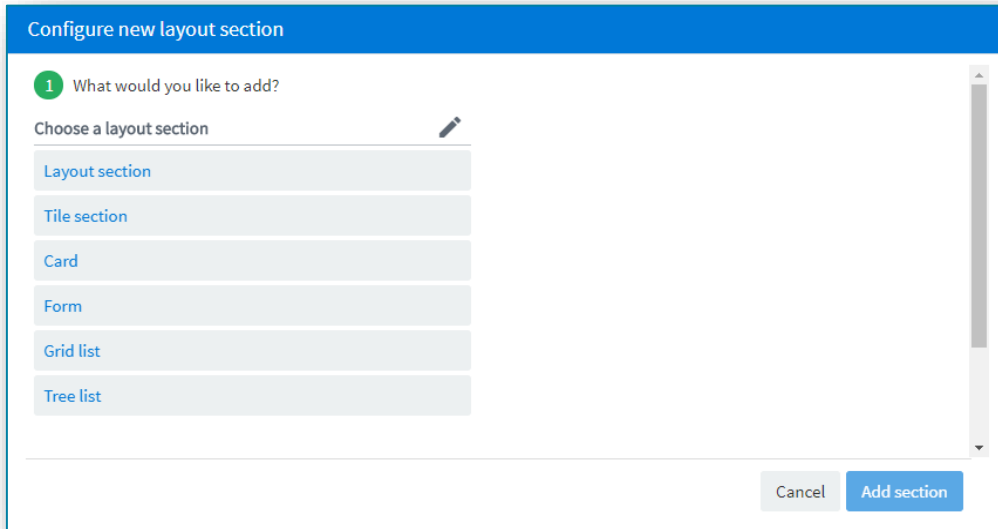 Configure new layout section
1 What would you like to add?
Choose a layout section
Layout section
Tile section
Card
Form
Grid list
Tree list
Cancel Add section